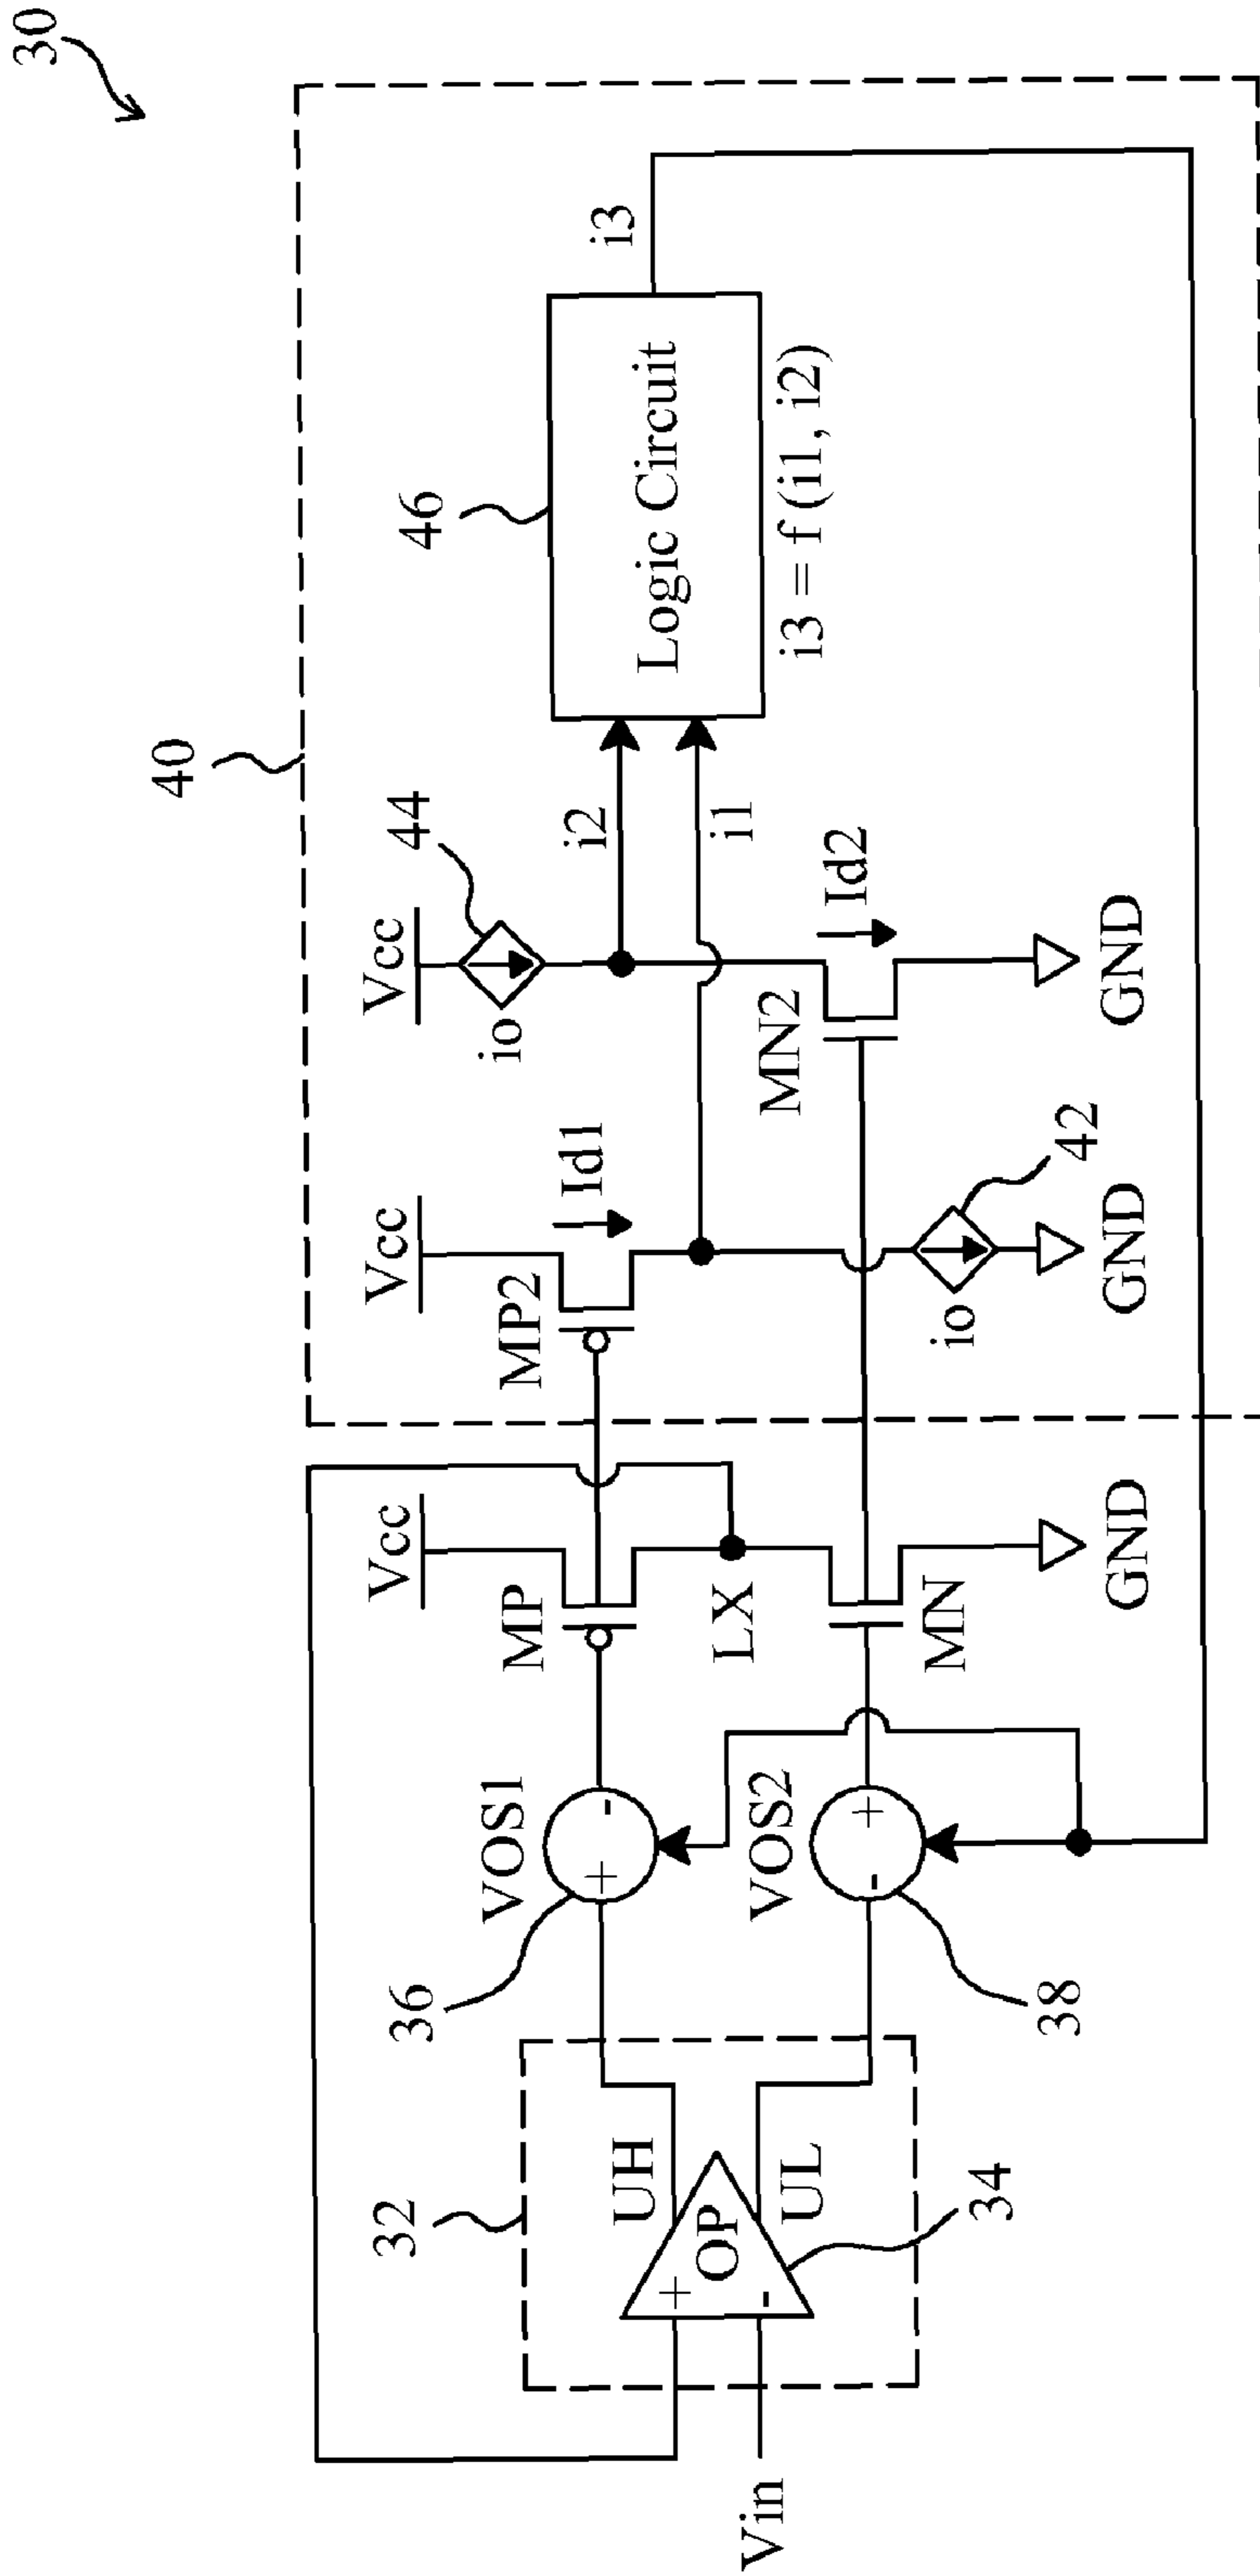 30
40
46
44
Vcc
Vcc
Vcc
io
i2
i1
i3
Logic Circuit
i3 = f (i1, i2)
MP2
Id1
MN2
Id2
io
42
GND
GND
GND
MP
LX
MN
VOS1
36
+
-
VOS2
-
+
38
32
UH
OP
+
-
UL
34
Vin